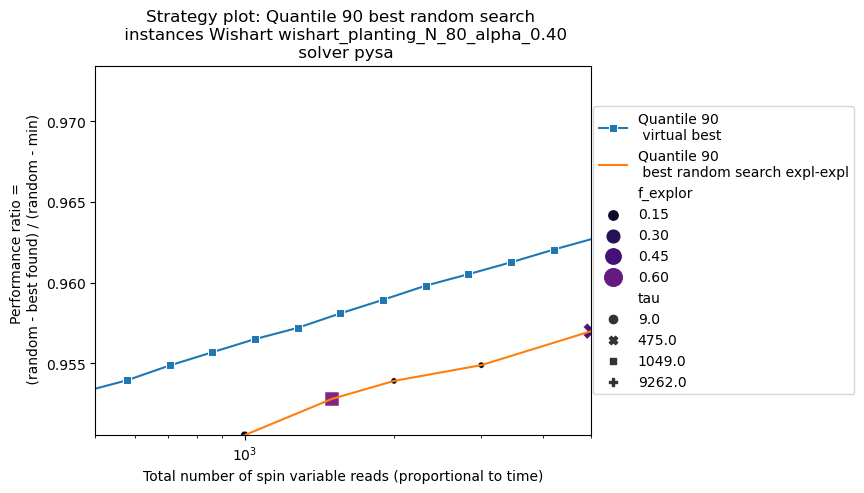 Strategy plot: Quantile 90 best random search
instances Wishart wishart_planting_N_80_alpha_0.40
solver pysa
Performance ratio =
(random - best found) / (random - min)
0.970
0.965
0.960
0.955
10^3
Total number of spin variable reads (proportional to time)
Quantile 90
virtual best
Quantile 90
best random search expl-expl
f_explor
0.15
0.30
0.45
0.60
tau
9.0
475.0
1049.0
9262.0